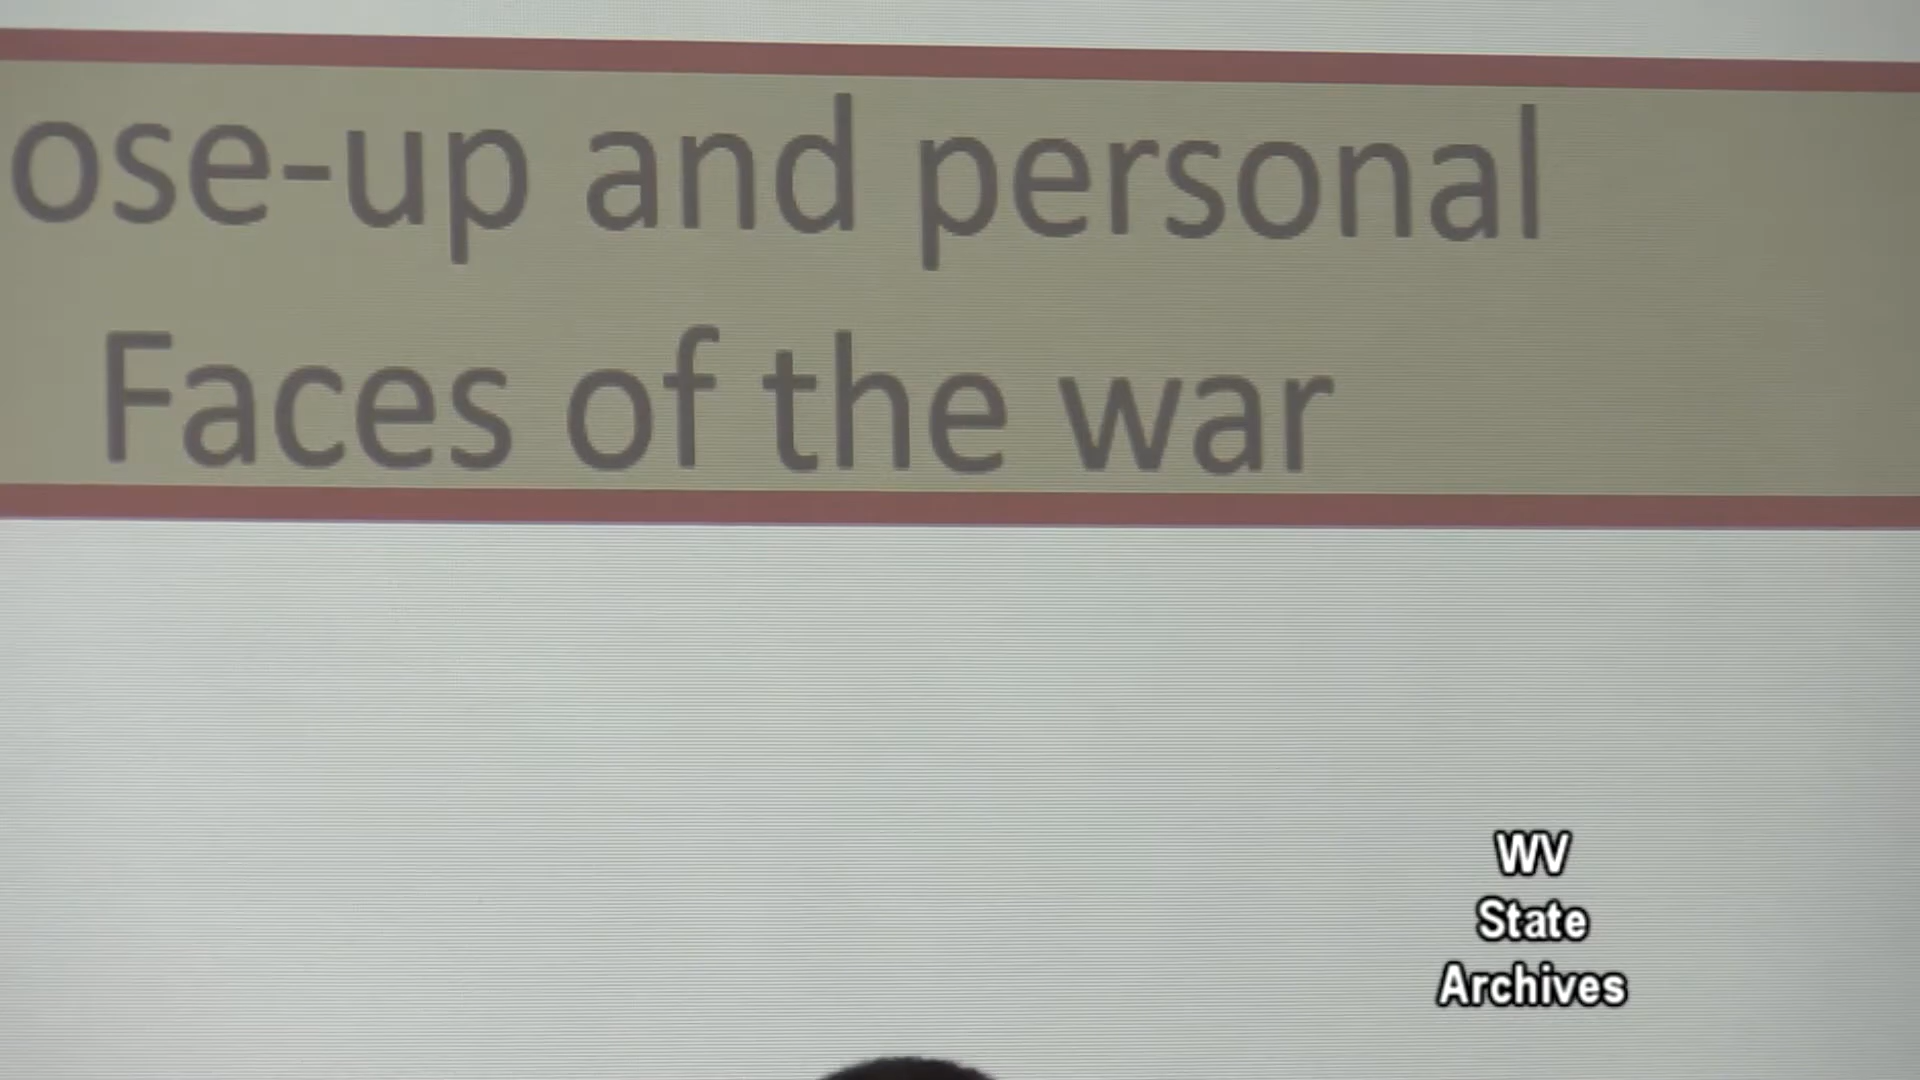 ose-up and personal
Faces of the war
WV
State
Archives